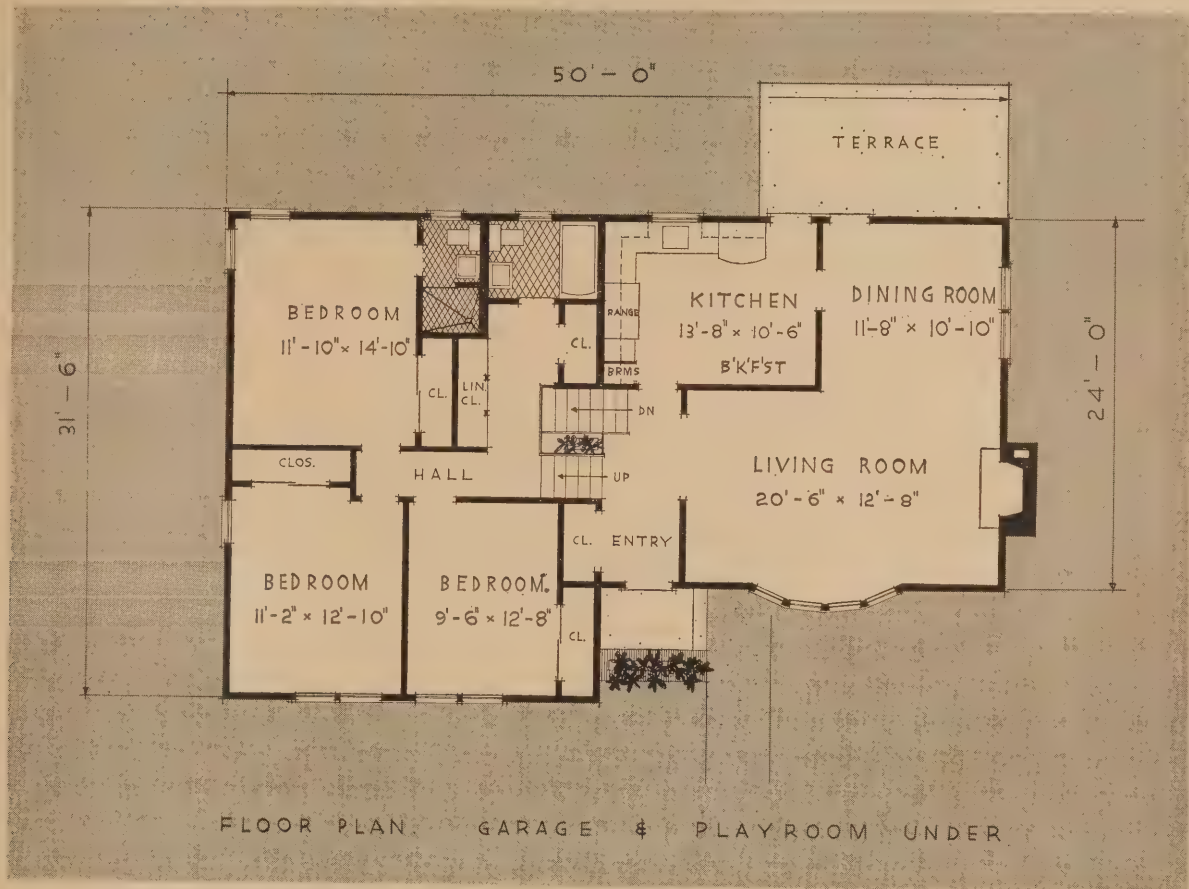 50'-0"
TERRACE
31'-6"
24'-0"
BEDROOM
11'-10" × 14'-10"
KITCHEN
13'-8" × 10'-6"
B'K'F'ST
RANGE
BRMS
DINING ROOM
11'-8" × 10'-10"
CL.
CL.
LIN.
CL.
DN
UP
CLOS.
HALL
LIVING ROOM
20'-6" × 12'-8"
CL.
ENTRY
BEDROOM
11'-2" × 12'-10"
BEDROOM.
9'-6" × 12'-8"
CL.
FLOOR PLAN. GARAGE & PLAYROOM UNDER